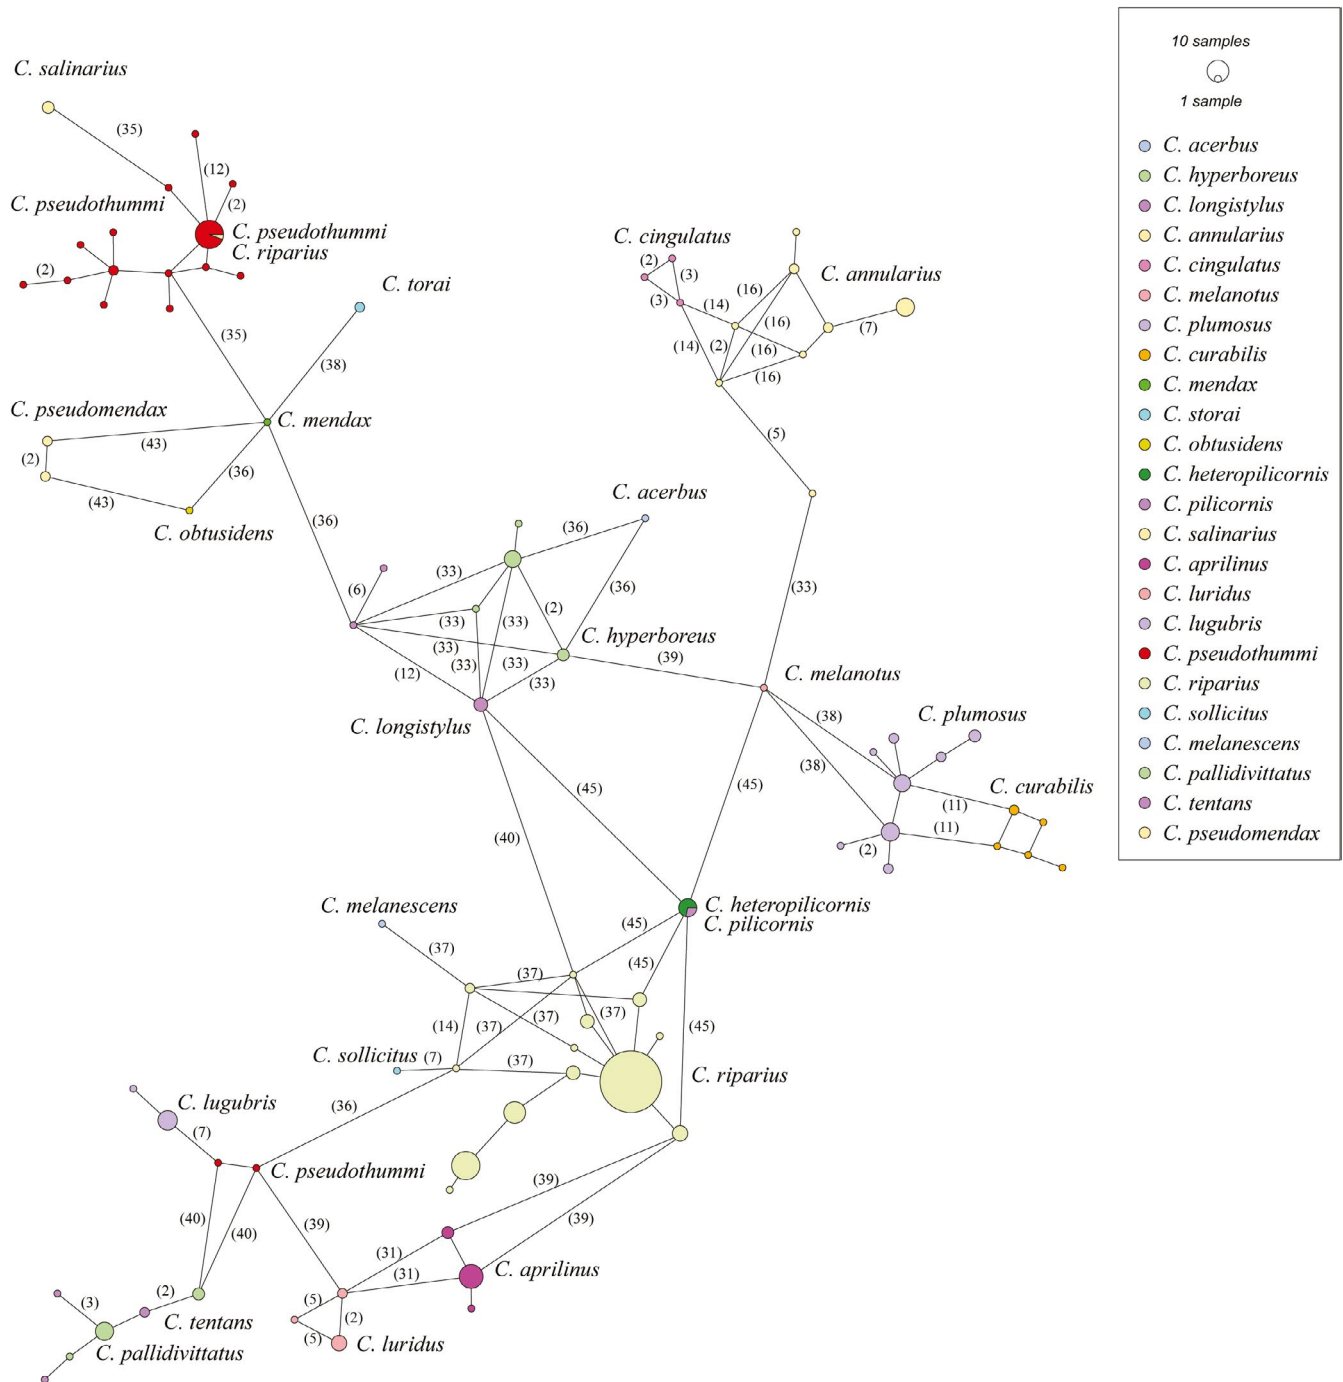 10 samples
1 sample
C. acerbus
C. hyperboreus
C. longistylus
C. annularius
C. cingulatus
C. melanotus
C. plumosus
C. curabilis
C. mendax
C. storai
C. obtusidens
C. heteropilicornis
C. pilicornis
C. salinarius
C. aprilinus
C. luridus
C. lugubris
C. pseudothummi
C. riparius
C. sollicitus
C. melanescens
C. pallidivittatus
C. tentans
C. pseudomendax
C. salinarius
(35)
(12)
C. pseudothummi
(2)
C. pseudothummi
C. riparius
(2)
C. torai
(35)
(38)
C. pseudomendax
C. mendax
(43)
(2)
(36)
(43)
C. obtusidens
(36)
C. cingulatus
(2)
(3)
(3)
(14)
C. annularius
(16)
(16)
(7)
(14)
(2)
(16)
(16)
(5)
C. acerbus
(36)
(33)
(6)
(2)
(36)
(33)
(33)
(33)
C. hyperboreus
(33)
(33)
(33)
(12)
(33)
(39)
C. longistylus
(33)
C. melanotus
(38)
(38)
C. plumosus
C. curabilis
(11)
(11)
(2)
(45)
(45)
(40)
C. melanescens
C. heteropilicornis
C. pilicornis
(45)
(37)
(45)
(37)
(37)
(37)
(37)
(14)
(45)
C. sollicitus
(7)
(37)
C. riparius
C. lugubris
(36)
(7)
C. pseudothummi
(40)
(40)
(39)
(39)
(39)
(31)
(31)
C. aprilinus
(3)
(2)
C. tentans
(5)
(2)
(5)
C. luridus
C. pallidivittatus